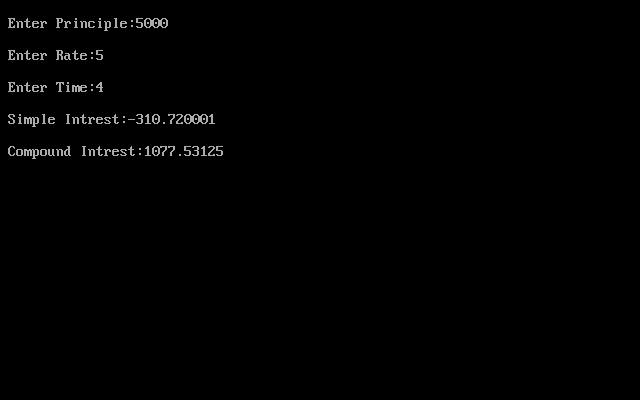 Enter Principle:5000
Enter Rate:5
Enter Time:4
Simple Intrest:-310.720001
Compound Intrest:1077.53125